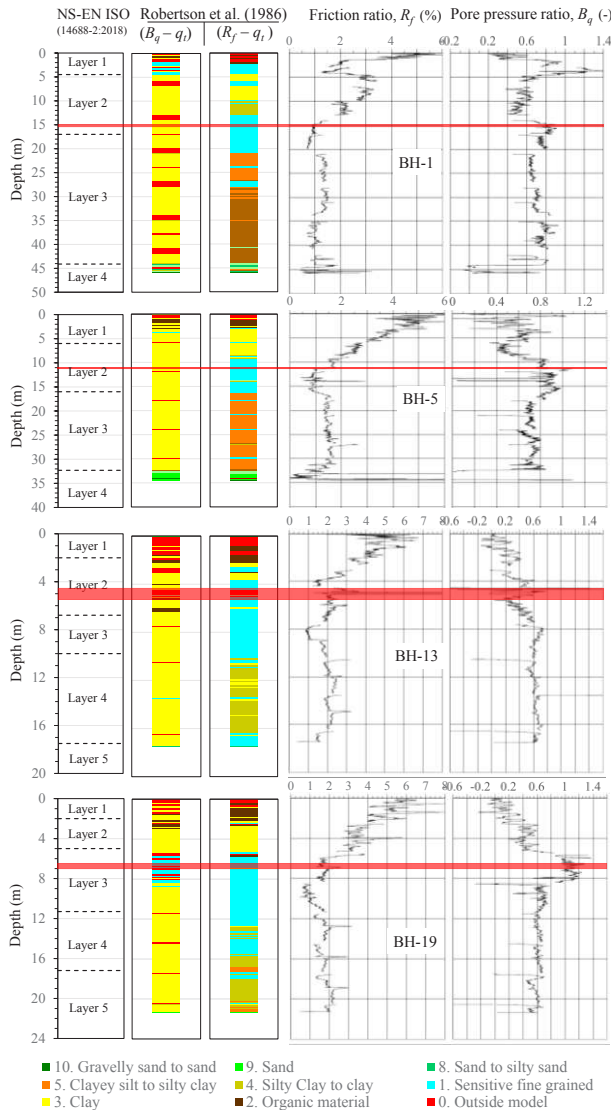 NS-EN ISO
(14688-2:2018)
Robertson et al. (1986)
(Bq − qt)
(Rf − qt)
Friction ratio, Rf (%)
Pore pressure ratio, Bq (-)
0 2 4 6
-0.2 0.2 0.6 1 1.4
Depth (m)
0
5
10
15
20
25
30
35
40
45
50
Layer 1
Layer 2
Layer 3
Layer 4
BH-1
0 1 2 3 4 5
0 0.4 0.8 1.2
Depth (m)
0
5
10
15
20
25
30
35
40
Layer 1
Layer 2
Layer 3
Layer 4
BH-5
0 1 2 3 4 5 6 7 8
-0.6 -0.2 0.2 0.6 1 1.4
Depth (m)
0
4
8
12
16
20
Layer 1
Layer 2
Layer 3
Layer 4
Layer 5
BH-13
0 1 2 3 4 5 6 7 8
-0.2 0.2 0.6 1 1.4
Depth (m)
0
4
8
12
16
20
24
Layer 1
Layer 2
Layer 3
Layer 4
Layer 5
BH-19
10. Gravelly sand to sand
9. Sand
8. Sand to silty sand
5. Clayey silt to silty clay
4. Silty Clay to clay
1. Sensitive fine grained
3. Clay
2. Organic material
0. Outside model